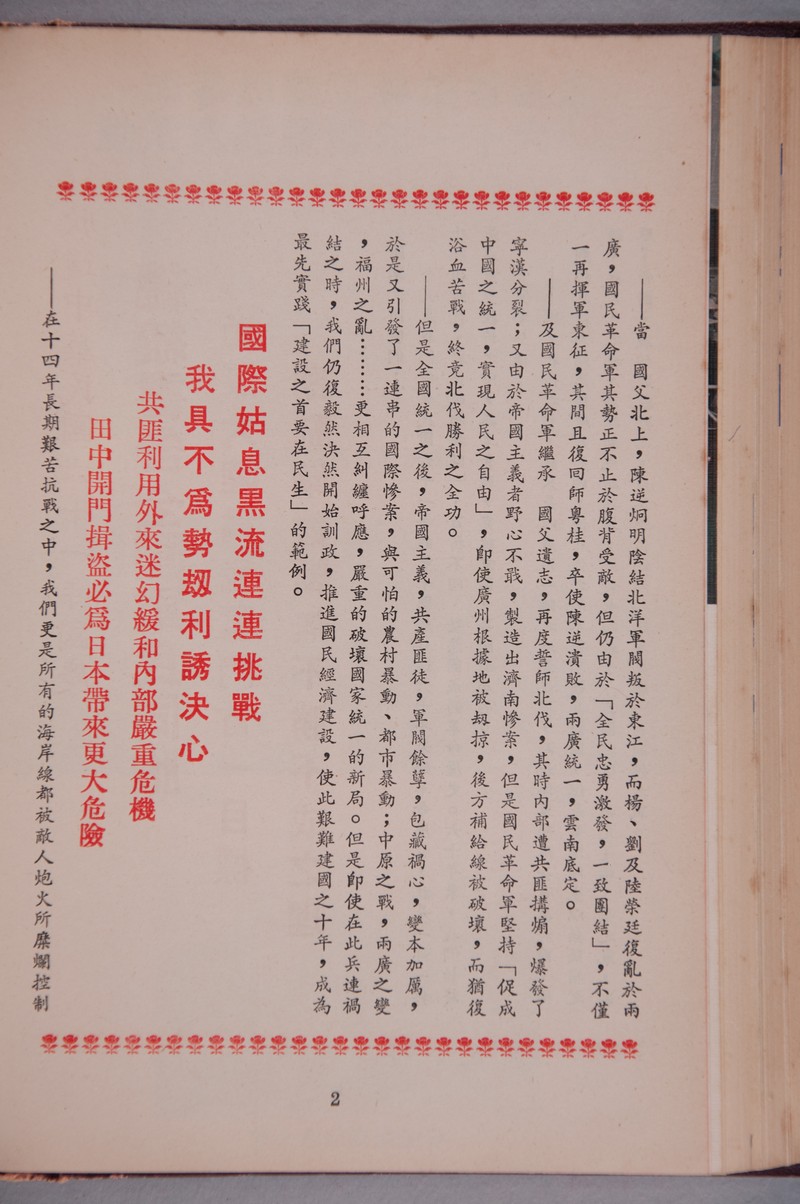 ——當　國父北上，陳逆炯明陰結北洋軍閥叛於東江，而楊、劉及陸榮廷復亂於兩
廣，國民革命軍其勢正不止於腹背受敵，但仍由於「全民忠勇激發，一致團結」，不僅
一再揮軍東征，其間且復回師粵桂，卒使陳逆潰敗，兩廣統一，雲南底定。
——及國民革命軍繼承　國父遺志，再度誓師北伐，其時內部遭共匪搆煽，爆發了
寧漢分裂；又由於帝國主義者野心不戢，製造出濟南慘案，但是國民革命軍堅持「促成
中國之統一，實現人民之自由」，即使廣州根據地被刼掠，後方補給線被破壞，而猶復
浴血苦戰，終竟北伐勝利之全功。
——但是全國統一之後，帝國主義，共產匪徒，軍閥餘孽，包藏禍心，變本加厲，
於是又引發了一連串的國際慘案，與可怕的農村暴動、都市暴動；中原之戰，兩廣之變
，福州之亂………更相互糾纏呼應，嚴重的破壞國家統一的新局。但是即使在此兵連禍
結之時，我們仍復毅然決然開始訓政，推進國民經濟建設，使此艱難建國之十年，成為
最先實踐「建設之首要在民生」的範例。
國際姑息黑流連連挑戰
我具不為勢刼利誘決心
共匪利用外來迷幻緩和內部嚴重危機
田中開門揖盜必為日本帶來更大危險
——在十四年長期艱苦抗戰之中，我們更是所有的海岸線都被敵人炮火所糜爛控制
2